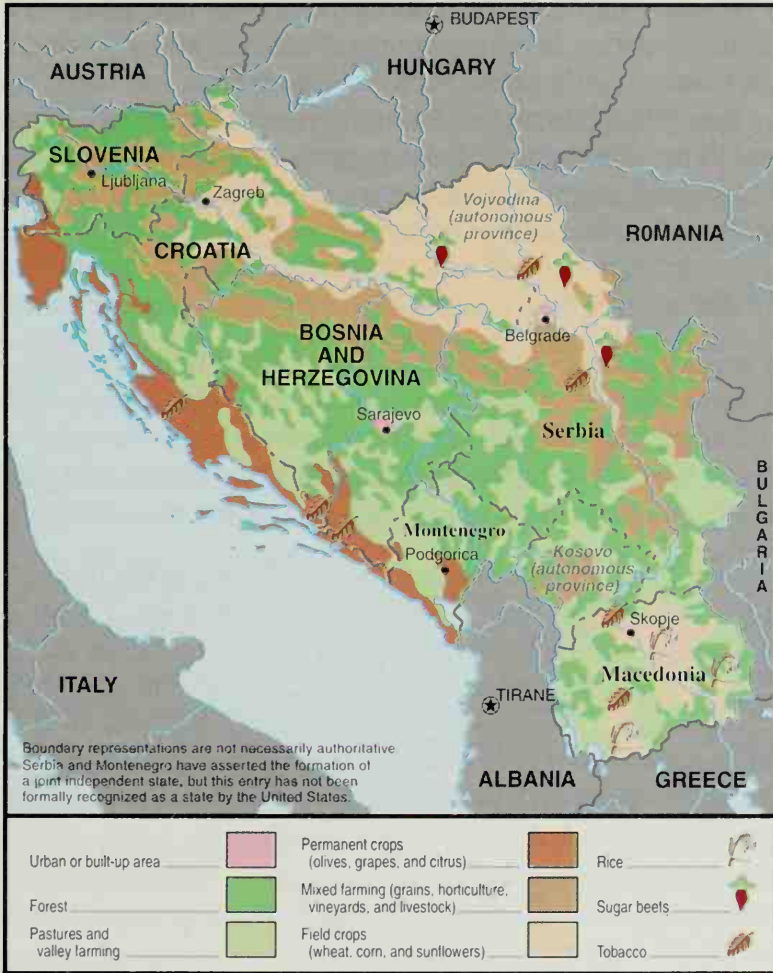 BUDAPEST
AUSTRIA
HUNGARY
SLOVENIA
Ljubljana
Zagreb
Vojvodina
(autonomous
province)
ROMANIA
CROATIA
BOSNIA
AND
HERZEGOVINA
Belgrade
Sarajevo
Serbia
BULGARIA
Montenegro
Podgorica
Kosovo
(autonomous
province)
Skopje
Macedonia
ITALY
TIRANE
ALBANIA
GREECE
Boundary representations are not necessarily authoritative
Serbia and Montenegro have asserted the formation of
a joint independent state, but this entry has not been
formally recognized as a state by the United States.
Urban or built-up area
Forest
Pastures and
valley farming
Permanent crops
(olives, grapes, and citrus)
Mixed farming (grains, horticulture,
vineyards, and livestock)
Field crops
(wheat, corn, and sunflowers)
Rice
Sugar beets
Tobacco